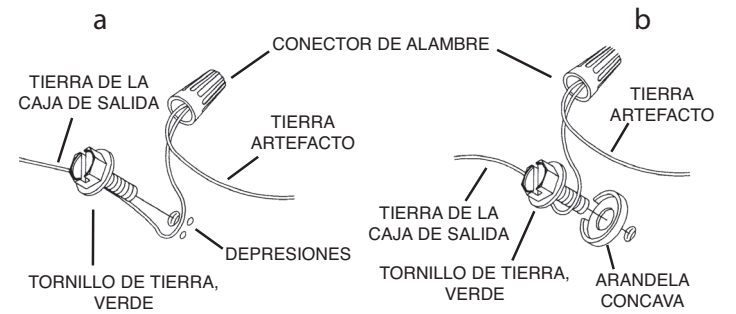 a
b
CONECTOR DE ALAMBRE
TIERRA DE LA
CAJA DE SALIDA
TIERRA
ARTEFACTO
DEPRESIONES
TORNILLO DE TIERRA,
VERDE
TIERRA
ARTEFACTO
TIERRA DE LA
CAJA DE SALIDA
TORNILLO DE TIERRA,
VERDE
ARANDELA
CONCAVA